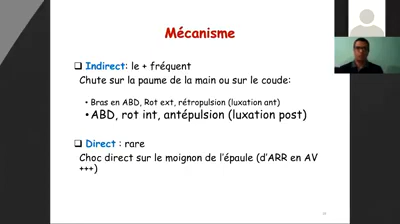 Mécanisme
Indirect: le + fréquent
Chute sur la paume de la main ou sur le coude:
• Bras en ABD, Rot ext, rétropulsion (luxation ant)
• ABD, rot int, antépulsion (luxation post)
Direct : rare
Choc direct sur le moignon de l'épaule (d'ARR en AV
+++)